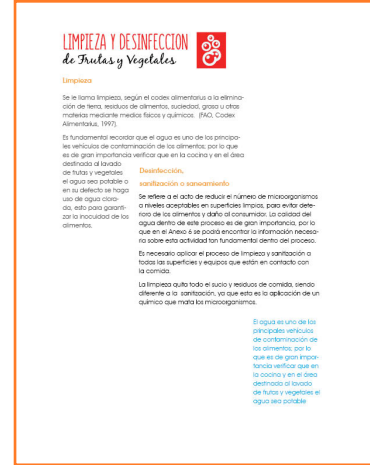 LIMPIEZA Y DESINFECCION
de Frutas y Vegetales
Limpieza
Se le llama limpieza, según el codex alimentarius a la elimina-
ción de tierra, residuos de alimentos, suciedad, grasa u otras
materias mediante medios físicos y químicos. (FAO, Codex
Alimentarius, 1997).
Es fundamental recordar que el agua es uno de los principa-
les vehículos de contaminación de los alimentos; por lo que
es de gran importancia verificar que en la cocina y en el área
destinada al lavado
de frutas y vegetales
el agua sea potable o
en su defecto se haga
uso de agua clora-
da, esto para garanti-
zar la inocuidad de los
alimentos.
Desinfección,
sanitización o saneamiento
Se refiere a el acto de reducir el número de microorganismos
a niveles aceptables en superficies limpias, para evitar dete-
rioro de los alimentos y daño al consumidor. La calidad del
agua dentro de este proceso es de gran importancia, por lo
que en el Anexo 6 se podrá encontrar la información necesa-
ria sobre esta actividad tan fundamental dentro del proceso.
Es necesario aplicar el proceso de limpieza y sanitización a
todas las superficies y equipos que están en contacto con
la comida.
La limpieza quita todo el sucio y residuos de comida, siendo
diferente a la sanitización, ya que esta es la aplicación de un
químico que mata los microorganismos.
El agua es uno de los
principales vehículos
de contaminación de
los alimentos; por lo
que es de gran impor-
tancia verificar que en
la cocina y en el área
destinada al lavado
de frutas y vegetales el
agua sea potable